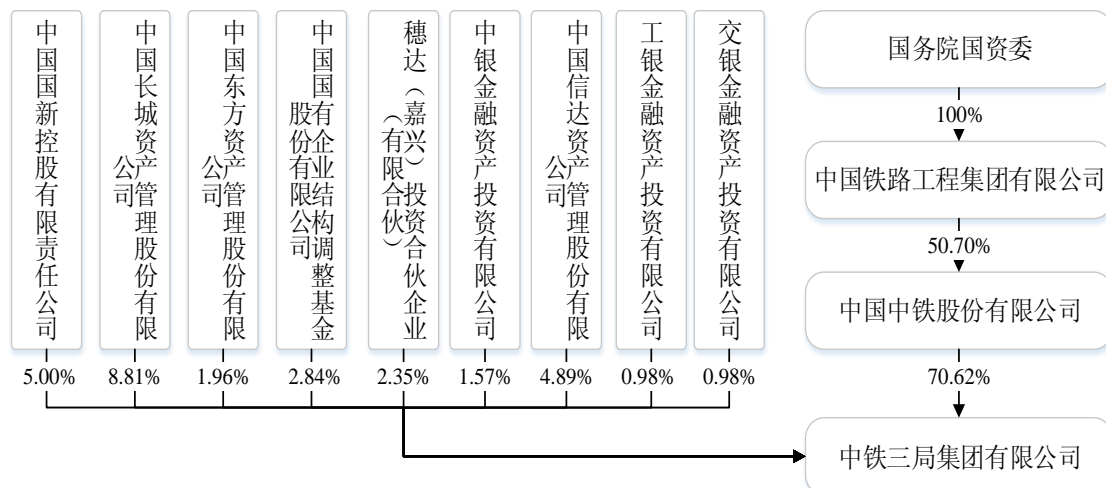 中国国新控股有限责任公司
中国长城资产管理股份有限
公司
中国东方资产管理股份有限
公司
中国国有企业结构调整基金
股份有限公司
穗达（嘉兴）投资合伙企业
（有限合伙）
中银金融资产投资有限公司
中国信达资产管理股份有限
公司
工银金融资产投资有限公司
交银金融资产投资有限公司
5.00%
8.81%
1.96%
2.84%
2.35%
1.57%
4.89%
0.98%
0.98%
国务院国资委
100%
中国铁路工程集团有限公司
50.70%
中国中铁股份有限公司
70.62%
中铁三局集团有限公司